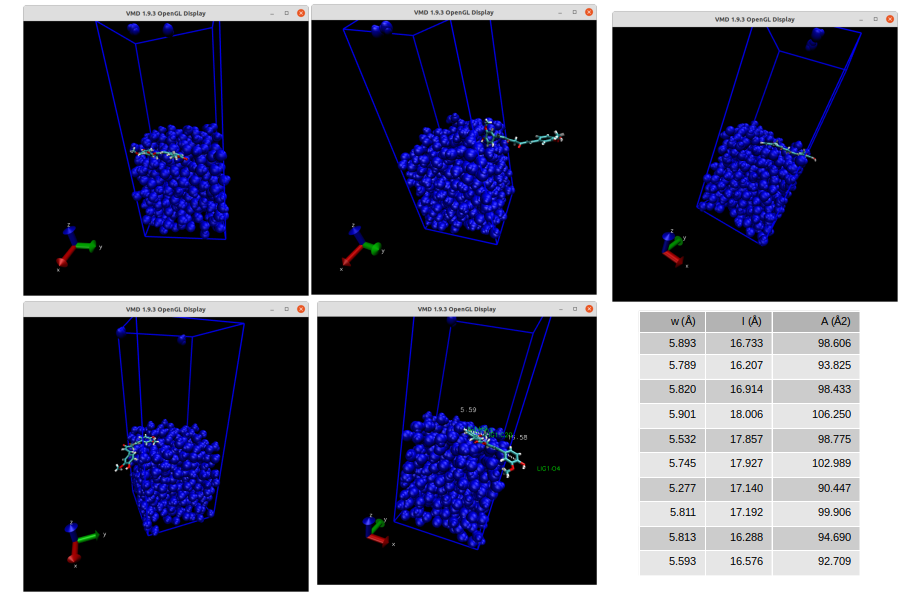 VMD 1.9.3 OpenGL Display
VMD 1.9.3 OpenGL Display
VMD 1.9.3 OpenGL Display
z
y
x
z
y
x
z
y
x
VMD 1.9.3 OpenGL Display
VMD 1.9.3 OpenGL Display
5.59
LIG1:O4
z
y
x
z
y
x
w (Å) l (Å) A (Å2)
5.893 16.733 98.606
5.789 16.207 93.825
5.820 16.914 98.433
5.901 18.006 106.250
5.532 17.857 98.775
5.745 17.927 102.989
5.277 17.140 90.447
5.811 17.192 99.906
5.813 16.288 94.690
5.593 16.576 92.709